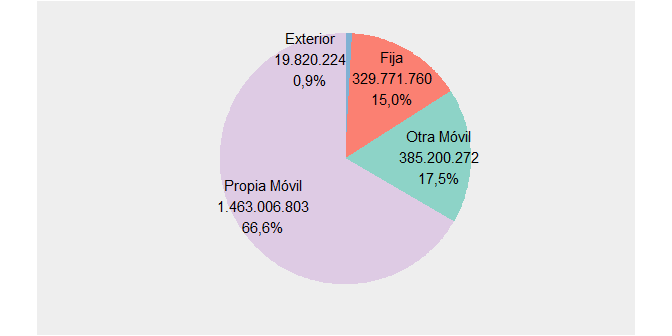 Exterior
19.820.224
0,9%
Fija
329.771.760
15,0%
Otra Móvil
385.200.272
17,5%
Propia Móvil
1.463.006.803
66,6%